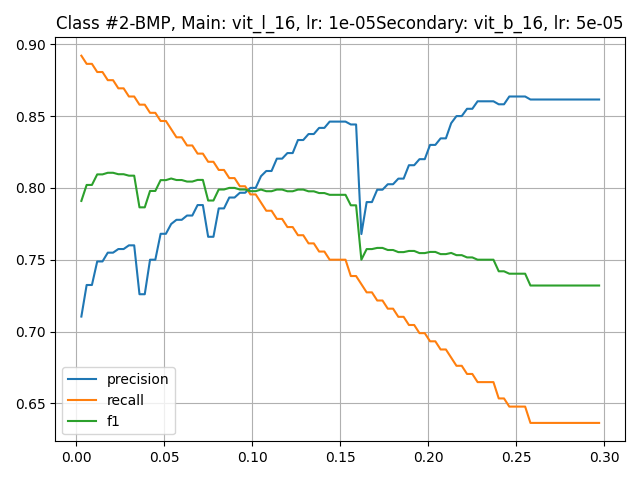 Class #2-BMP, Main: vit_l_16, lr: 1e-05Secondary: vit_b_16, lr: 5e-05
0.90
0.85
0.80
0.75
0.70
0.65
precision
recall
f1
0.00 0.05 0.10 0.15 0.20 0.25 0.30